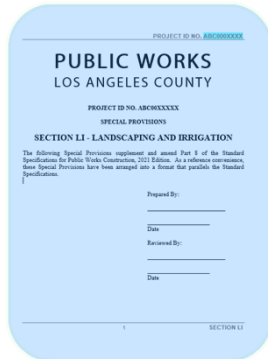 PROJECT ID NO. ABC000XXXX
PUBLIC WORKS
LOS ANGELES COUNTY
PROJECT ID NO. ABC00XXXXX
SPECIAL PROVISIONS
SECTION LI - LANDSCAPING AND IRRIGATION
The following Special Provisions supplement and amend Part 8 of the Standard
Specifications for Public Works Construction, 2021 Edition. As a reference convenience,
these Special Provisions have been arranged into a format that parallels the Standard
Specifications.
Prepared By:
Date
Reviewed By:
Date
1 SECTION LI